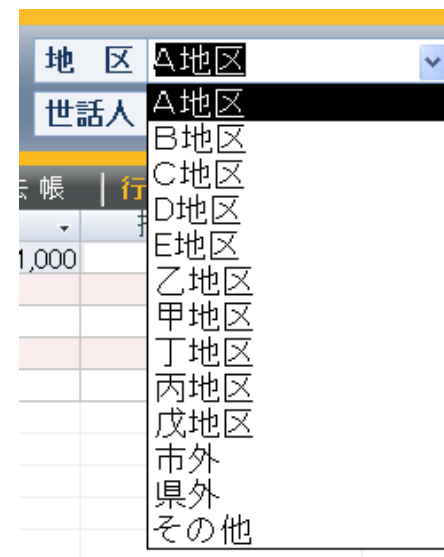 地 区 A地区
世話人 A地区
B地区
C地区
D地区
E地区
乙地区
甲地区
丁地区
丙地区
戊地区
市外
県外
その他
帳 行
1,000